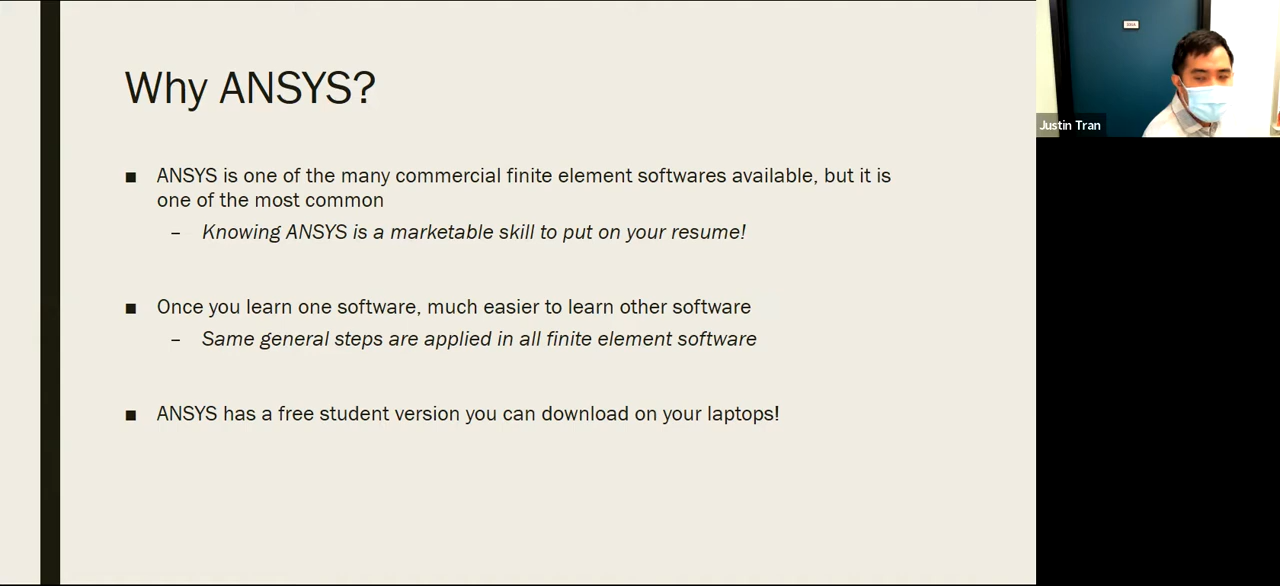 Why ANSYS?
■ ANSYS is one of the many commercial finite element softwares available, but it is
one of the most common
– Knowing ANSYS is a marketable skill to put on your resume!
■ Once you learn one software, much easier to learn other software
– Same general steps are applied in all finite element software
■ ANSYS has a free student version you can download on your laptops!
Justin Tran